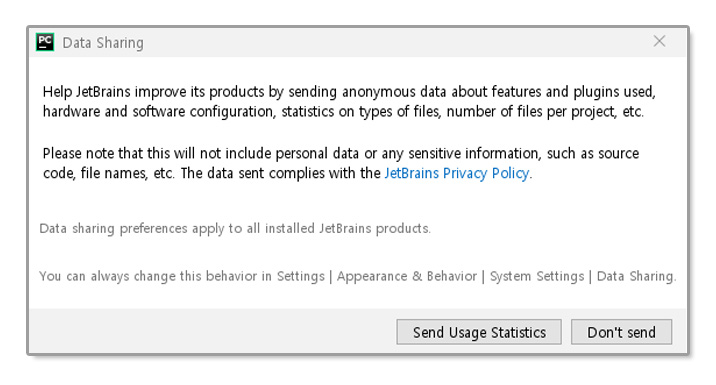 PC
Data Sharing
Help JetBrains improve its products by sending anonymous data about features and plugins used,
hardware and software configuration, statistics on types of files, number of files per project, etc.
Please note that this will not include personal data or any sensitive information, such as source
code, file names, etc. The data sent complies with the JetBrains Privacy Policy.
Data sharing preferences apply to all installed JetBrains products.
You can always change this behavior in Settings | Appearance & Behavior | System Settings | Data Sharing.
Send Usage Statistics
Don't send